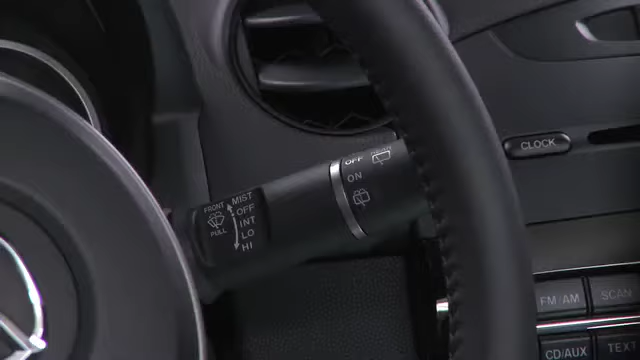 FRONT
PULL
MIST
OFF
INT
LO
HI
OFF
ON
CLOCK
FM/AM
SCAN
CD/AUX
TEXT